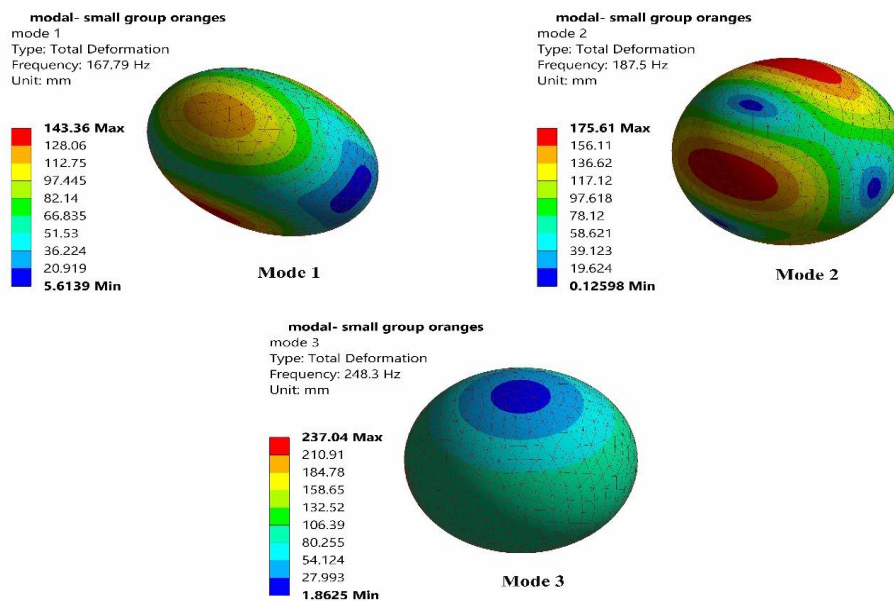 modal- small group oranges
mode 1
Type: Total Deformation
Frequency: 167.79 Hz
Unit: mm
143.36 Max
128.06
112.75
97.445
82.14
66.835
51.53
36.224
20.919
5.6139 Min
Mode 1
modal- small group oranges
mode 2
Type: Total Deformation
Frequency: 187.5 Hz
Unit: mm
175.61 Max
156.11
136.62
117.12
97.618
78.12
58.621
39.123
19.624
0.12598 Min
Mode 2
modal- small group oranges
mode 3
Type: Total Deformation
Frequency: 248.3 Hz
Unit: mm
237.04 Max
210.91
184.78
158.65
132.52
106.39
80.255
54.124
27.993
1.8625 Min
Mode 3